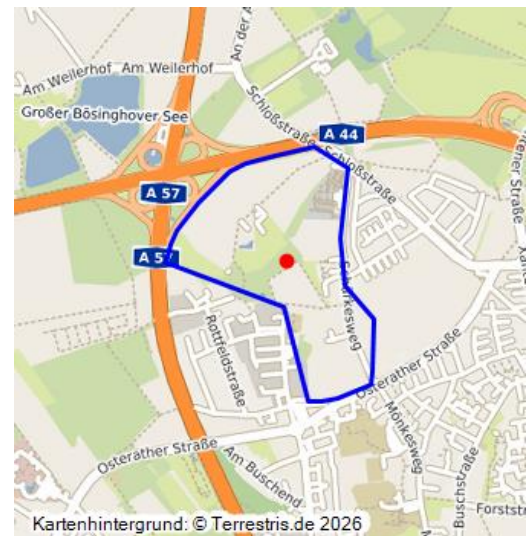 An der A
Am Weilerhof Am Weilerhof
Großer Bösinghover See
Schloßstraße
A 44
Schloßstraße
A 57
A 57
Rottfeldstraße
Osterather Straße
Osterather Straße
Mönkesweg
Am Buschend
Buschstraße
Forststr
Kartenhintergrund: © Terrestris.de 2026